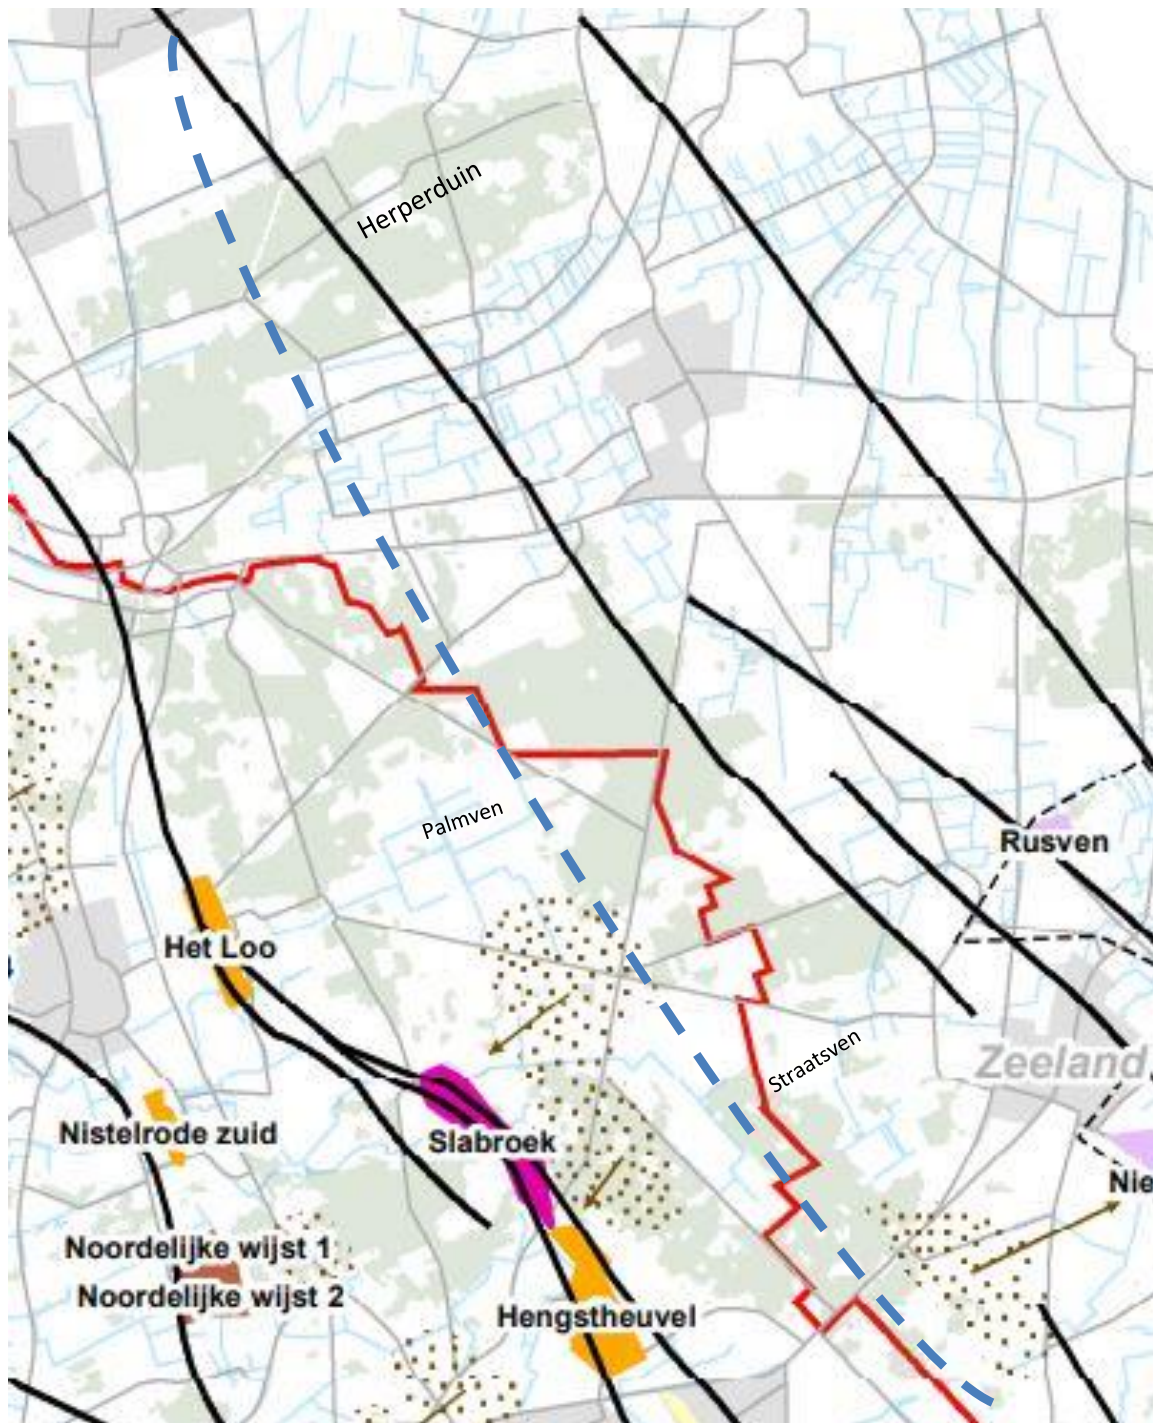 Herperduin
Palmven
Rusven
Het Loo
Straatsven
Zeeland
Nistelrode zuid
Slabroek
Nie
Noordelijke wijst 1
Noordelijke wijst 2
Hengstheuvel